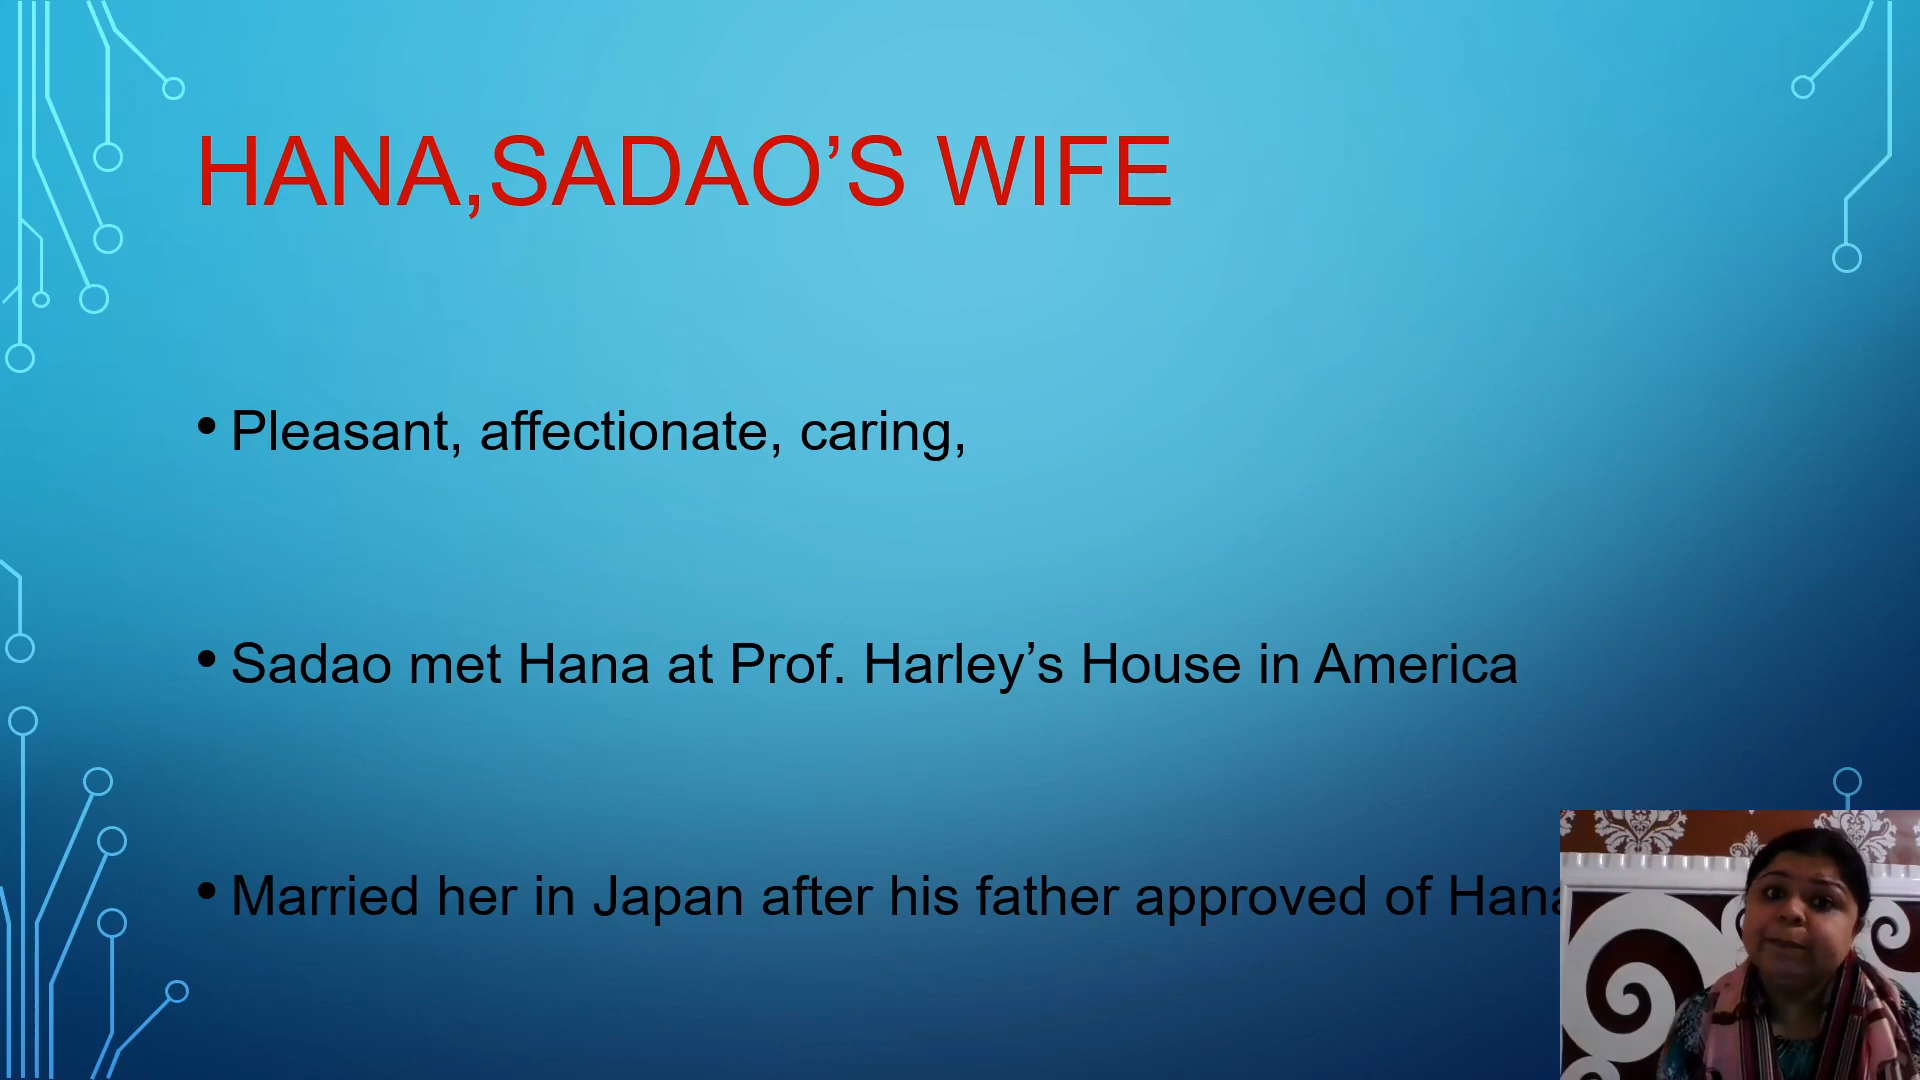 HANA,SADAO’S WIFE
• Pleasant, affectionate, caring,
• Sadao met Hana at Prof. Harley’s House in America
• Married her in Japan after his father approved of Hana